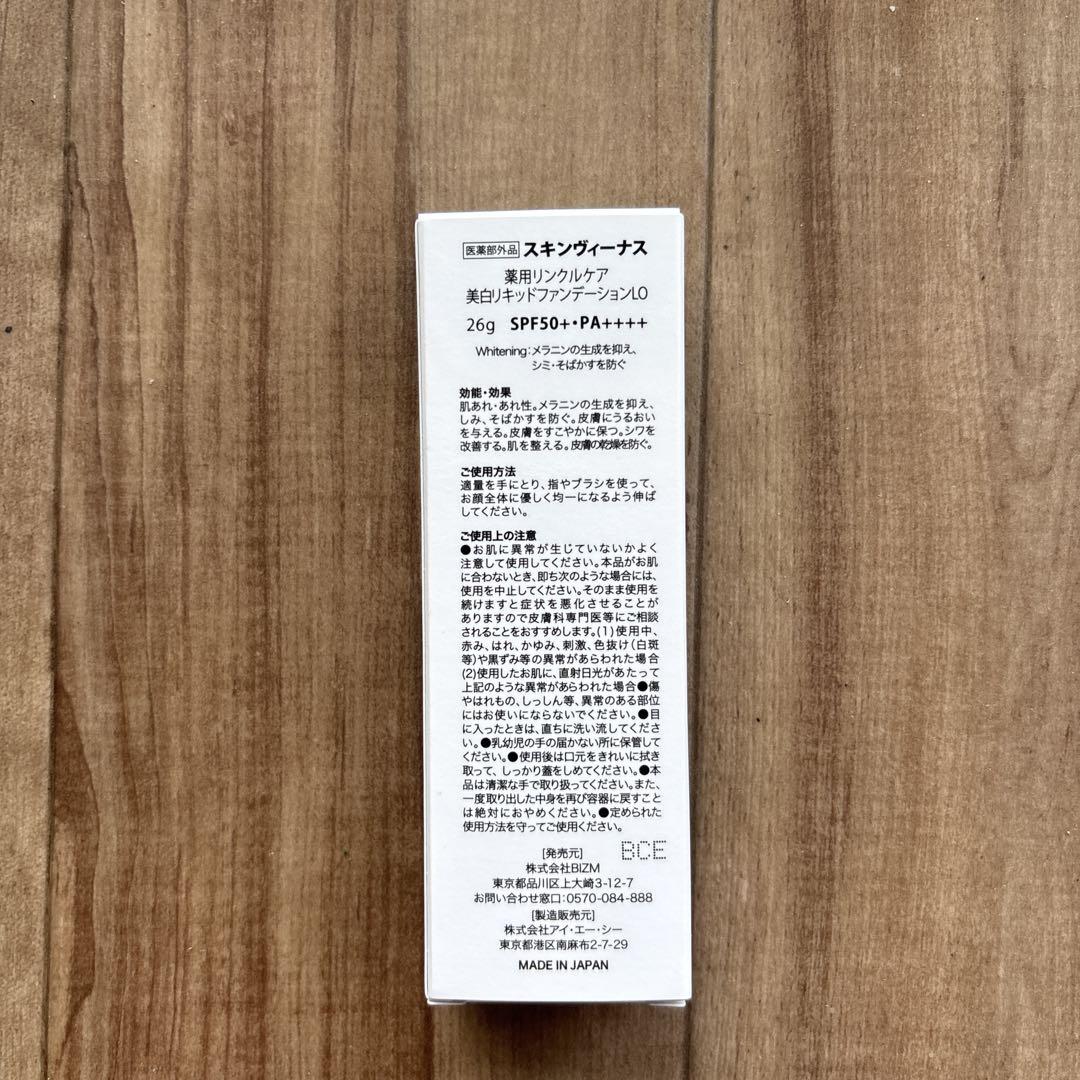 医薬部外品 スキンヴィーナス
薬用リンクルケア
美白リキッドファンデーションLO
26g SPF50+・PA++++
Whitening:メラニンの生成を抑え、
シミ・そばかすを防ぐ
効能・効果
肌あれ・あれ性。メラニンの生成を抑え、
しみ、そばかすを防ぐ。皮膚にうるおい
を与える。皮膚をすこやかに保つ。シワを
改善する。肌を整える。皮膚の乾燥を防ぐ。
ご使用方法
適量を手にとり、指やブラシを使って、
お顔全体に優しく均一になるよう伸ば
してください。
ご使用上の注意
●お肌に異常が生じていないかよく
注意して使用してください。本品がお肌
に合わないとき、即ち次のような場合には、
使用を中止してください。そのまま使用を
続けますと症状を悪化させることが
ありますので皮膚科専門医等にご相談
されることをおすすめします。(1)使用中、
赤み、はれ、かゆみ、刺激、色抜け(白斑
等)や黒ずみ等の異常があらわれた場合
(2)使用したお肌に、直射日光があたって
上記のような異常があらわれた場合●傷
やはれもの、しっしん等、異常のある部位
にはお使いにならないでください。●目
に入ったときは、直ちに洗い流してくださ
い。●乳幼児の手の届かない所に保管して
ください。●使用後は口元をきれいに拭き
取って、しっかり蓋をしめてください。●本
品は清潔な手で取り扱ってください。また、
一度取り出した中身を再び容器に戻すこと
は絶対におやめください。●定められた
使用方法を守ってご使用ください。
BCE
[発売元]
株式会社BIZM
東京都品川区上大崎3-12-7
お問い合わせ窓口:0570-084-888
[製造販売元]
株式会社アイ・エー・シー
東京都港区南麻布2-7-29
MADE IN JAPAN